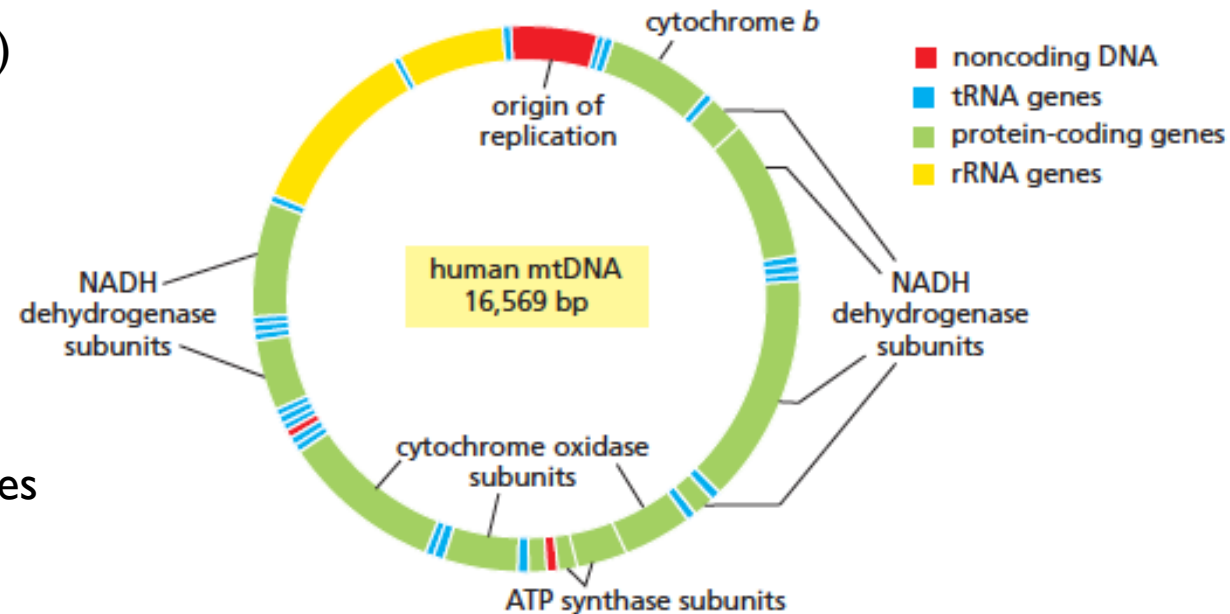 )
cytochrome b
noncoding DNA
tRNA genes
protein-coding genes
rRNA genes
origin of
replication
human mtDNA
16,569 bp
NADH
dehydrogenase
subunits
NADH
dehydrogenase
subunits
cytochrome oxidase
subunits
es
ATP synthase subunits